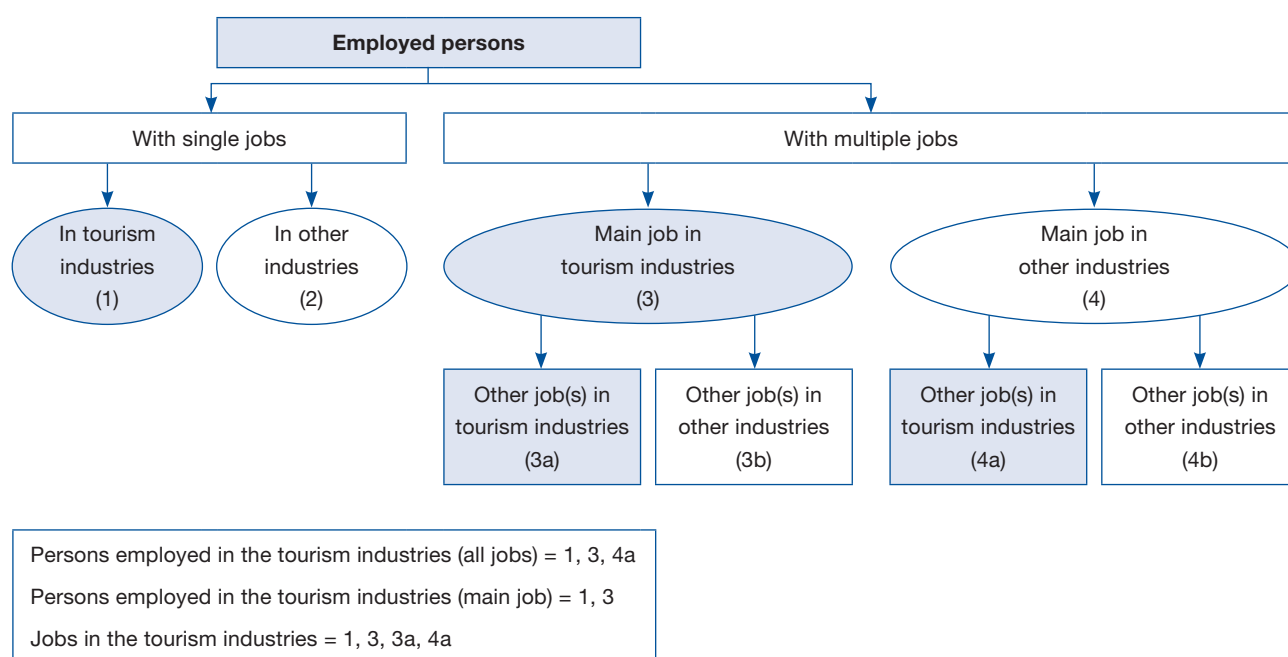 Employed persons
With single jobs
With multiple jobs
In tourism
industries
(1)
In other
industries
(2)
Main job in
tourism industries
(3)
Main job in
other industries
(4)
Other job(s) in
tourism industries
(3a)
Other job(s) in
other industries
(3b)
Other job(s) in
tourism industries
(4a)
Other job(s) in
other industries
(4b)
Persons employed in the tourism industries (all jobs) = 1, 3, 4a
Persons employed in the tourism industries (main job) = 1, 3
Jobs in the tourism industries = 1, 3, 3a, 4a